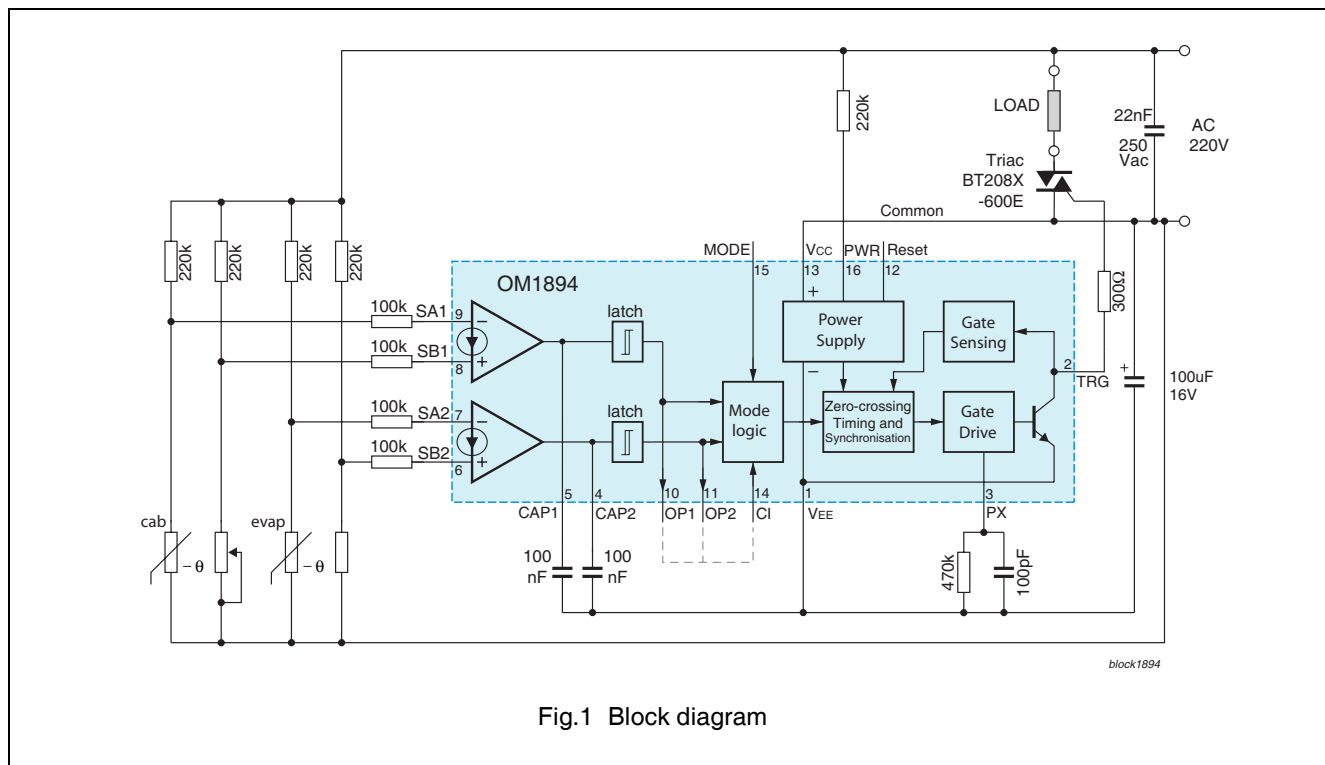 220k
LOAD
22nF
250
Vac
AC
220V
Triac
BT208X
-600E
Common
220k
220k
220k
220k
MODE
VCC
PWR
Reset
15
13
16
12
OM1894
300Ω
100k
SA1
9
−
latch
+
Power
Supply
−
Gate
Sensing
100k
SB1
8
+
2
TRG
+
100uF
16V
100k
SA2
7
−
latch
Mode
logic
Zero-crossing
Timing and
Synchronisation
Gate
Drive
100k
SB2
6
+
5
4
10
11
14
1
3
CAP1
CAP2
OP1
OP2
CI
VEE
PX
cab
evap
−θ
−θ
100
nF
100
nF
470k
100pF
block1894
Fig.1 Block diagram